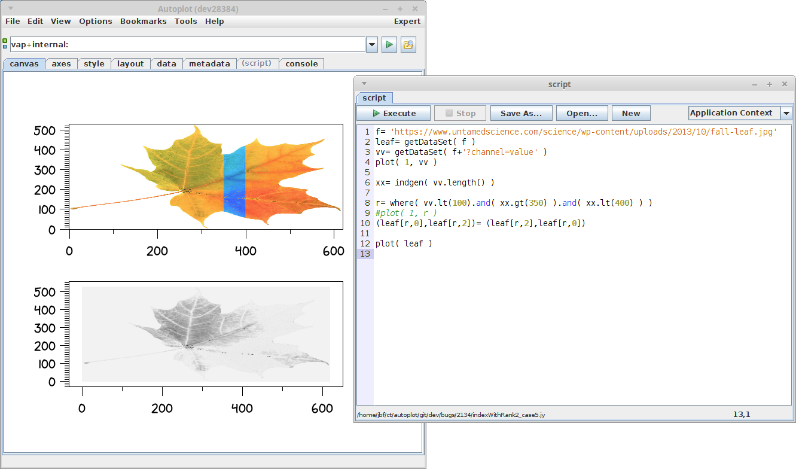 Autoplot (dev28384)
File Edit View Options Bookmarks Tools Help Expert
vap+internal:
canvas axes style layout data metadata (script) console
500
400
300
200
100
0
0 200 400 600
500
400
300
200
100
0
0 200 400 600
script
script
Execute Stop Save As... Open... New Application Context
1 f= 'https://www.untamedscience.com/science/wp-content/uploads/2013/10/fall-leaf.jpg'
2 leaf= getDataSet( f )
3 vv= getDataSet( f+'?channel=value' )
4 plot( 1, vv )
5
6 xx= indgen( vv.length() )
7
8 r= where( vv.lt(100).and( xx.gt(350) ).and( xx.lt(400) ) )
9 #plot( 1, r )
10 (leaf[r,0],leaf[r,2])= (leaf[r,2],leaf[r,0])
11
12 plot( leaf )
13
/home/jbf/ct/autoplot/git/dev/bugs/2134/indexWithRank2_case5.jy
13,1